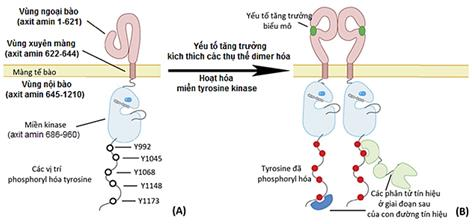 Vùng ngoại bào
(axit amin 1-621)
Vùng xuyên màng
(axit amin 622-644)
Màng tế bào
Vùng nội bào
(axit amin 645-1210)
Miền kinase
(axit amin 686-960)
Các vị trí
phosphoryl hóa tyrosine
Y992
Y1045
Y1068
Y1148
Y1173
(A)
Yếu tố tăng trưởng
kích thích các thụ thể dimer hóa
Hoạt hóa
miền tyrosine kinase
Yếu tố tăng trưởng
biểu mô
Tyrosine đã
phosphoryl hóa
Các phân tử tín hiệu
ở giai đoạn sau
của con đường tín hiệu
(B)